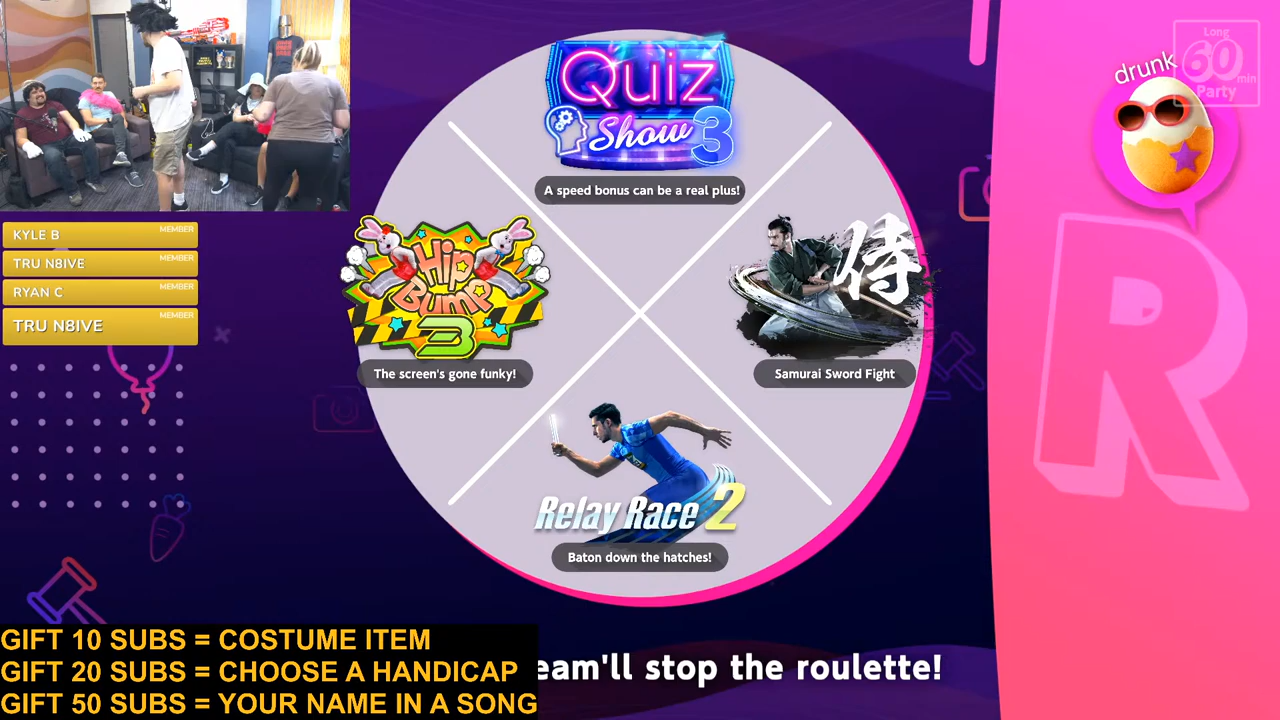 Long
60 min
Party
drunk
Quiz
Show 3
A speed bonus can be a real plus!
KYLE B MEMBER
TRU N8IVE MEMBER
RYAN C MEMBER
TRU N8IVE MEMBER
Hip
Bump
3
The screen's gone funky!
侍
Samurai Sword Fight
Relay Race 2
Baton down the hatches!
R
GIFT 10 SUBS = COSTUME ITEM
GIFT 20 SUBS = CHOOSE A HANDICAP
GIFT 50 SUBS = YOUR NAME IN A SONG
eam'll stop the roulette!